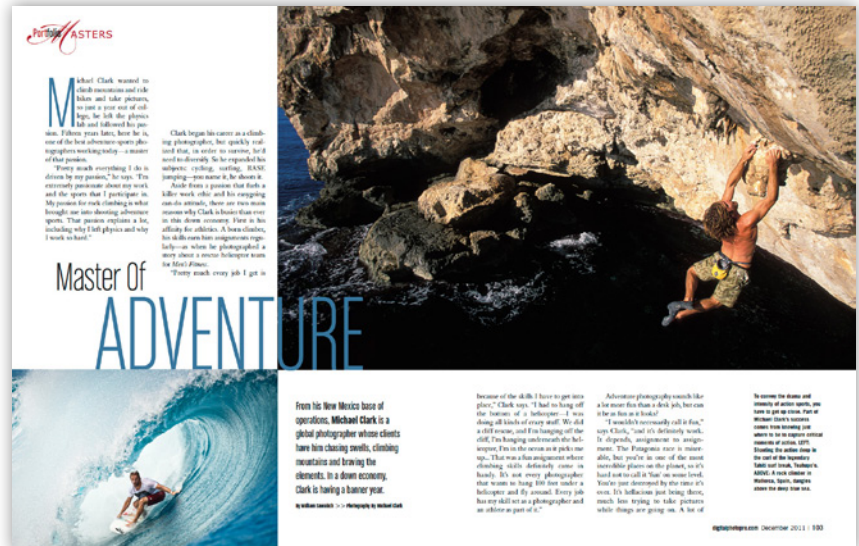 Portfolio MASTERS
Michael Clark wanted to
climb mountains and ride
bikes and take pictures,
so just a year out of col-
lege, he left the physics
lab and followed his pas-
sion. Fifteen years later, here he is,
one of the best adventure-sports pho-
tographers working today—a master
of that passion.
"Pretty much everything I do is
driven by my passion," he says. "I'm
extremely passionate about my work
and the sports that I participate in.
My passion for rock climbing is what
brought me into shooting adventure
sports. That passion explains a lot,
including why I left physics and why
I work so hard."
Clark began his career as a climb-
ing photographer, but quickly real-
ized that, in order to survive, he'd
need to diversify. So he expanded his
subjects: cycling, surfing, BASE
jumping—you name it, he shoots it.
Aside from a passion that fuels a
killer work ethic and his easygoing
can-do attitude, there are two main
reasons why Clark is busier than ever
in this down economy. First is his
affinity for athletics. A born climber,
his skills earn him assignments regu-
larly—as when he photographed a
story about a rescue helicopter team
for Men's Fitness.
"Pretty much every job I get is
Master Of
ADVENTURE
From his New Mexico base of
operations, Michael Clark is a
global photographer whose clients
have him chasing swells, climbing
mountains and braving the
elements. In a down economy,
Clark is having a banner year.
By William Sawalich >> Photography By Michael Clark
because of the skills I have to get into
place," Clark says. "I had to hang off
the bottom of a helicopter—I was
doing all kinds of crazy stuff. We did
a cliff rescue, and I'm hanging off the
cliff, I'm hanging underneath the hel-
icopter, I'm in the ocean as it picks me
up... That was a fun assignment where
climbing skills definitely come in
handy. It's not every photographer
that wants to hang 100 feet under a
helicopter and fly around. Every job
has my skill set as a photographer and
an athlete as part of it."
Adventure photography sounds like
a lot more fun than a desk job, but can
it be as fun as it looks?
"I wouldn't necessarily call it fun,"
says Clark, "and it's definitely work.
It depends, assignment to assign-
ment. The Patagonia race is miser-
able, but you're in one of the most
incredible places on the planet, so it's
hard not to call it 'fun' on some level.
You're just destroyed by the time it's
over. It's hellacious just being there,
much less trying to take pictures
while things are going on. A lot of
To convey the drama and
intensity of action sports, you
have to get up close. Part of
Michael Clark's success
comes from knowing just
where to be to capture critical
moments of action. LEFT:
Shooting the action deep in
the curl of the legendary
Tahiti surf break, Teahupo'o.
ABOVE: A rock climber in
Mallorca, Spain, dangles
above the deep blue sea.
digitalphotopro.com December 2011 | 103